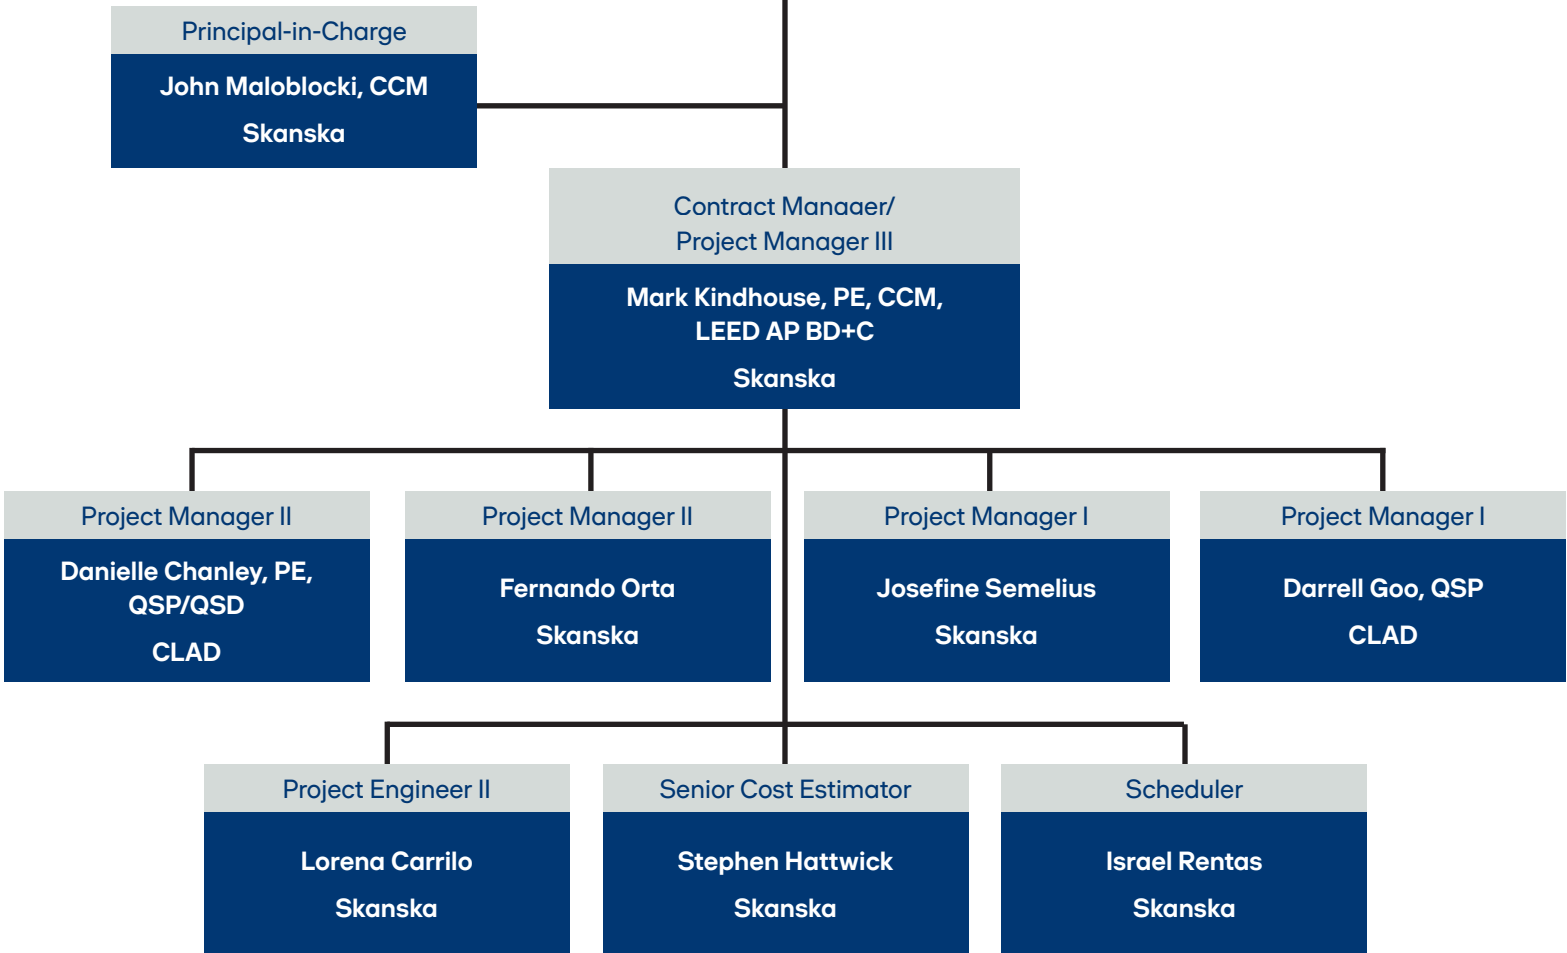 Principal-in-Charge
John Maloblocki, CCM
Skanska
Contract Manager/
Project Manager III
Mark Kindhouse, PE, CCM,
LEED AP BD+C
Skanska
Project Manager II
Danielle Chanley, PE,
QSP/QSD
CLAD
Project Manager II
Fernando Orta
Skanska
Project Manager I
Josefine Semelius
Skanska
Project Manager I
Darrell Goo, QSP
CLAD
Project Engineer II
Lorena Carrilo
Skanska
Senior Cost Estimator
Stephen Hattwick
Skanska
Scheduler
Israel Rentas
Skanska